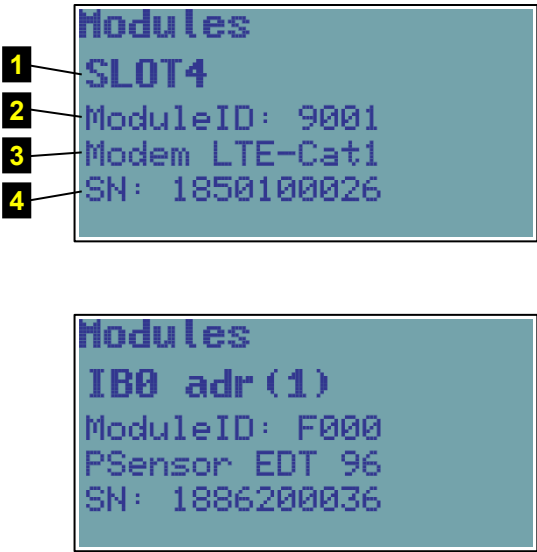 Modules
1 SLOT4
2 ModuleID: 9001
3 Modem LTE-Cat1
4 SN: 1850100026
Modules
IB0 adr(1)
ModuleID: F000
PSensor EDT 96
SN: 1886200036